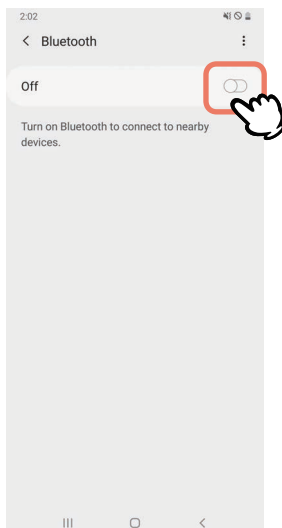 2:02
Bluetooth
Off
Turn on Bluetooth to connect to nearby
devices.